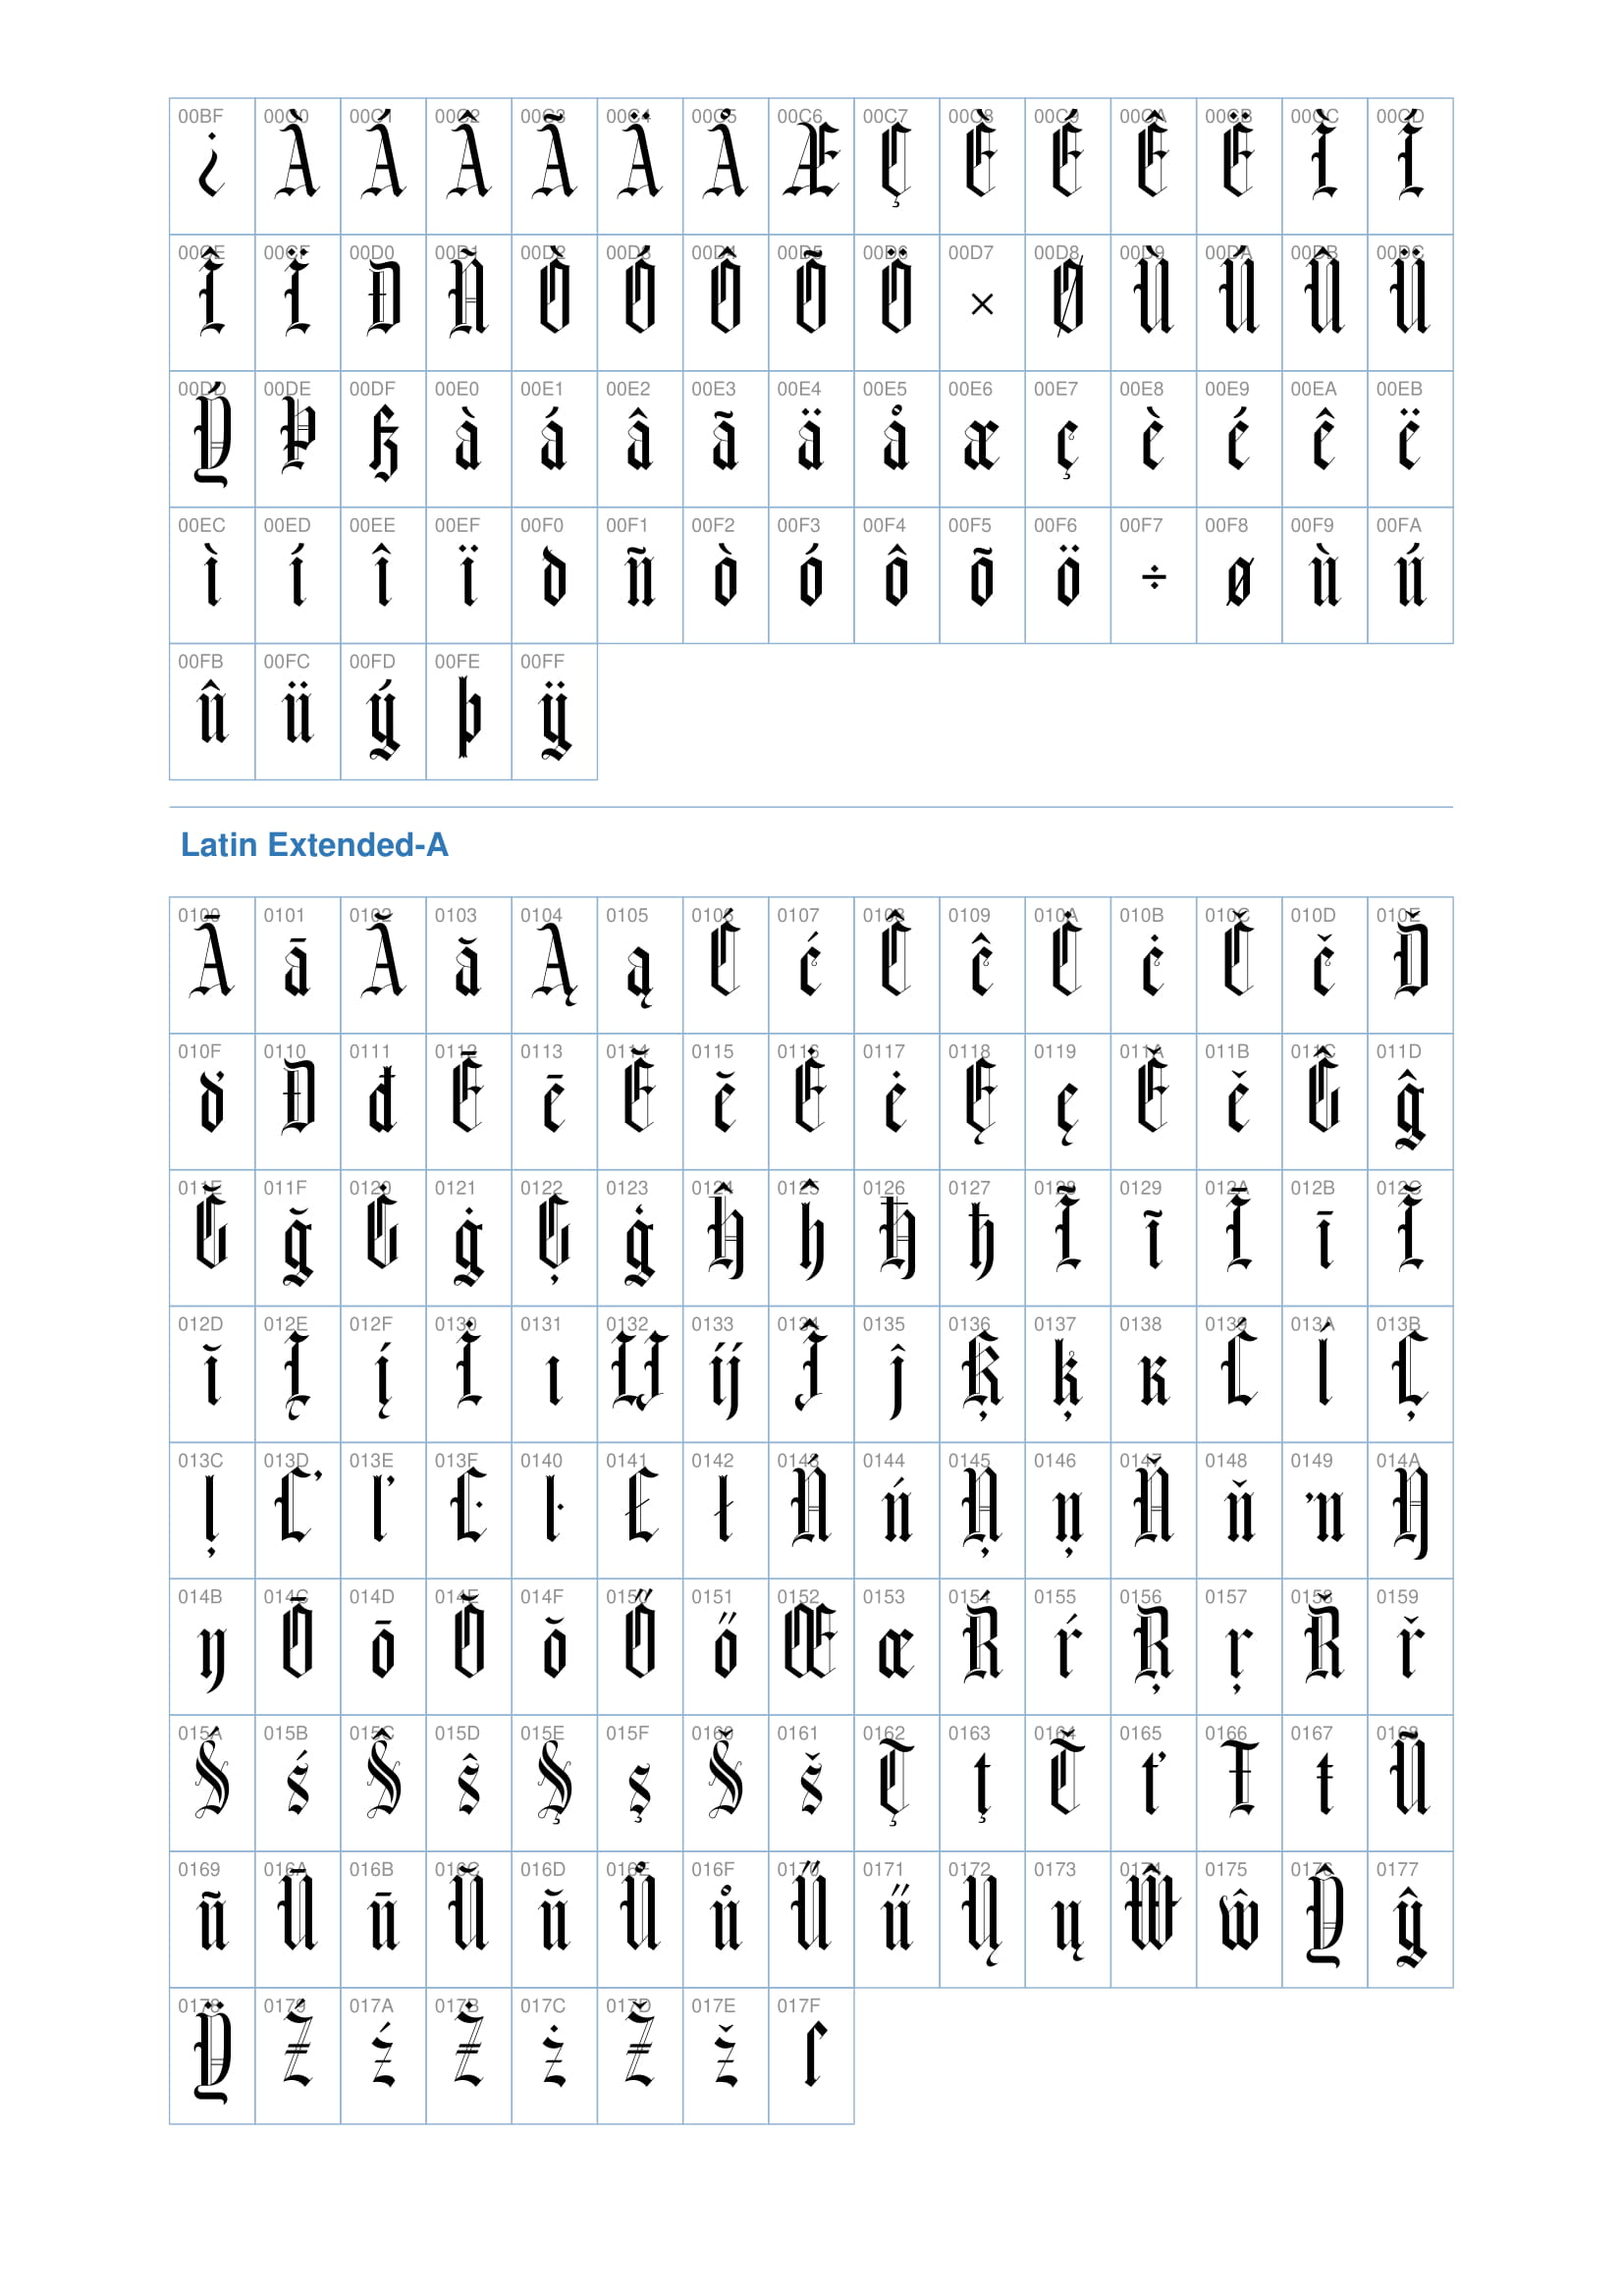 00BF 00C0 00C1 00C2 00C3 00C4 00C5 00C6 00C7 00C8 00C9 00CA 00CB 00CC 00CD
¿ À Á Â Ã Ä Å Æ Ç È É Ê Ë Ì Í
00CE 00CF 00D0 00D1 00D2 00D3 00D4 00D5 00D6 00D7 00D8 00D9 00DA 00DB 00DC
Î Ï Ð Ñ Ò Ó Ô Õ Ö × Ø Ù Ú Û Ü
00DD 00DE 00DF 00E0 00E1 00E2 00E3 00E4 00E5 00E6 00E7 00E8 00E9 00EA 00EB
Ý Þ ß à á â ã ä å æ ç è é ê ë
00EC 00ED 00EE 00EF 00F0 00F1 00F2 00F3 00F4 00F5 00F6 00F7 00F8 00F9 00FA
ì í î ï ð ñ ò ó ô õ ö ÷ ø ù ú
00FB 00FC 00FD 00FE 00FF
û ü ý þ ÿ
Latin Extended-A
0100 0101 0102 0103 0104 0105 0106 0107 0108 0109 010A 010B 010C 010D 010E
Ā ā Ă ă Ą ą Ć ć Ĉ ĉ Ċ ċ Č č Ď
010F 0110 0111 0112 0113 0114 0115 0116 0117 0118 0119 011A 011B 011C 011D
ď Đ đ Ē ē Ĕ ĕ Ė ė Ę ę Ě ě Ĝ ĝ
011E 011F 0120 0121 0122 0123 0124 0125 0126 0127 0128 0129 012A 012B 012C
Ğ ğ Ġ ġ Ģ ģ Ĥ ĥ Ħ ħ Ĩ ĩ Ī ī Ĭ
012D 012E 012F 0130 0131 0132 0133 0134 0135 0136 0137 0138 0139 013A 013B
ĭ Į į İ ı Ĳ ĳ Ĵ ĵ Ķ ķ ĸ Ĺ ĺ Ļ
013C 013D 013E 013F 0140 0141 0142 0143 0144 0145 0146 0147 0148 0149 014A
ļ Ľ ľ Ŀ ŀ Ł ł Ń ń Ņ ņ Ň ň ŉ Ŋ
014B 014C 014D 014E 014F 0150 0151 0152 0153 0154 0155 0156 0157 0158 0159
ŋ Ō ō Ŏ ŏ Ő ő Œ œ Ŕ ŕ Ŗ ŗ Ř ř
015A 015B 015C 015D 015E 015F 0160 0161 0162 0163 0164 0165 0166 0167 0168
Ś ś Ŝ ŝ Ş ş Š š Ţ ţ Ť ť Ŧ ŧ Ũ
0169 016A 016B 016C 016D 016E 016F 0170 0171 0172 0173 0174 0175 0176 0177
ũ Ū ū Ŭ ŭ Ů ů Ű ű Ų ų Ŵ ŵ Ŷ ŷ
0178 0179 017A 017B 017C 017D 017E 017F
Ÿ Ź ź Ż ż Ž ž ſ